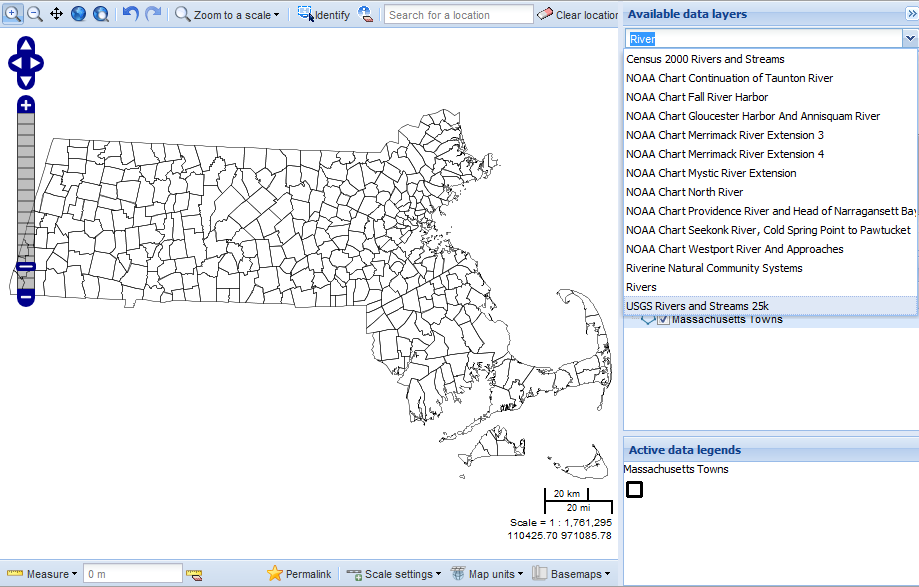 Zoom to a scale
Identify
Search for a location
Clear location
Available data layers
River
Census 2000 Rivers and Streams
NOAA Chart Continuation of Taunton River
NOAA Chart Fall River Harbor
NOAA Chart Gloucester Harbor And Annisquam River
NOAA Chart Merrimack River Extension 3
NOAA Chart Merrimack River Extension 4
NOAA Chart Mystic River Extension
NOAA Chart North River
NOAA Chart Providence River and Head of Narragansett Bay
NOAA Chart Seekonk River, Cold Spring Point to Pawtucket
NOAA Chart Westport River And Approaches
Riverine Natural Community Systems
Rivers
USGS Rivers and Streams 25k
Massachusetts Towns
Active data legends
Massachusetts Towns
20 km
20 mi
Scale = 1 : 1,761,295
110425.70 971085.78
Measure
0 m
Permalink
Scale settings
Map units
Basemaps